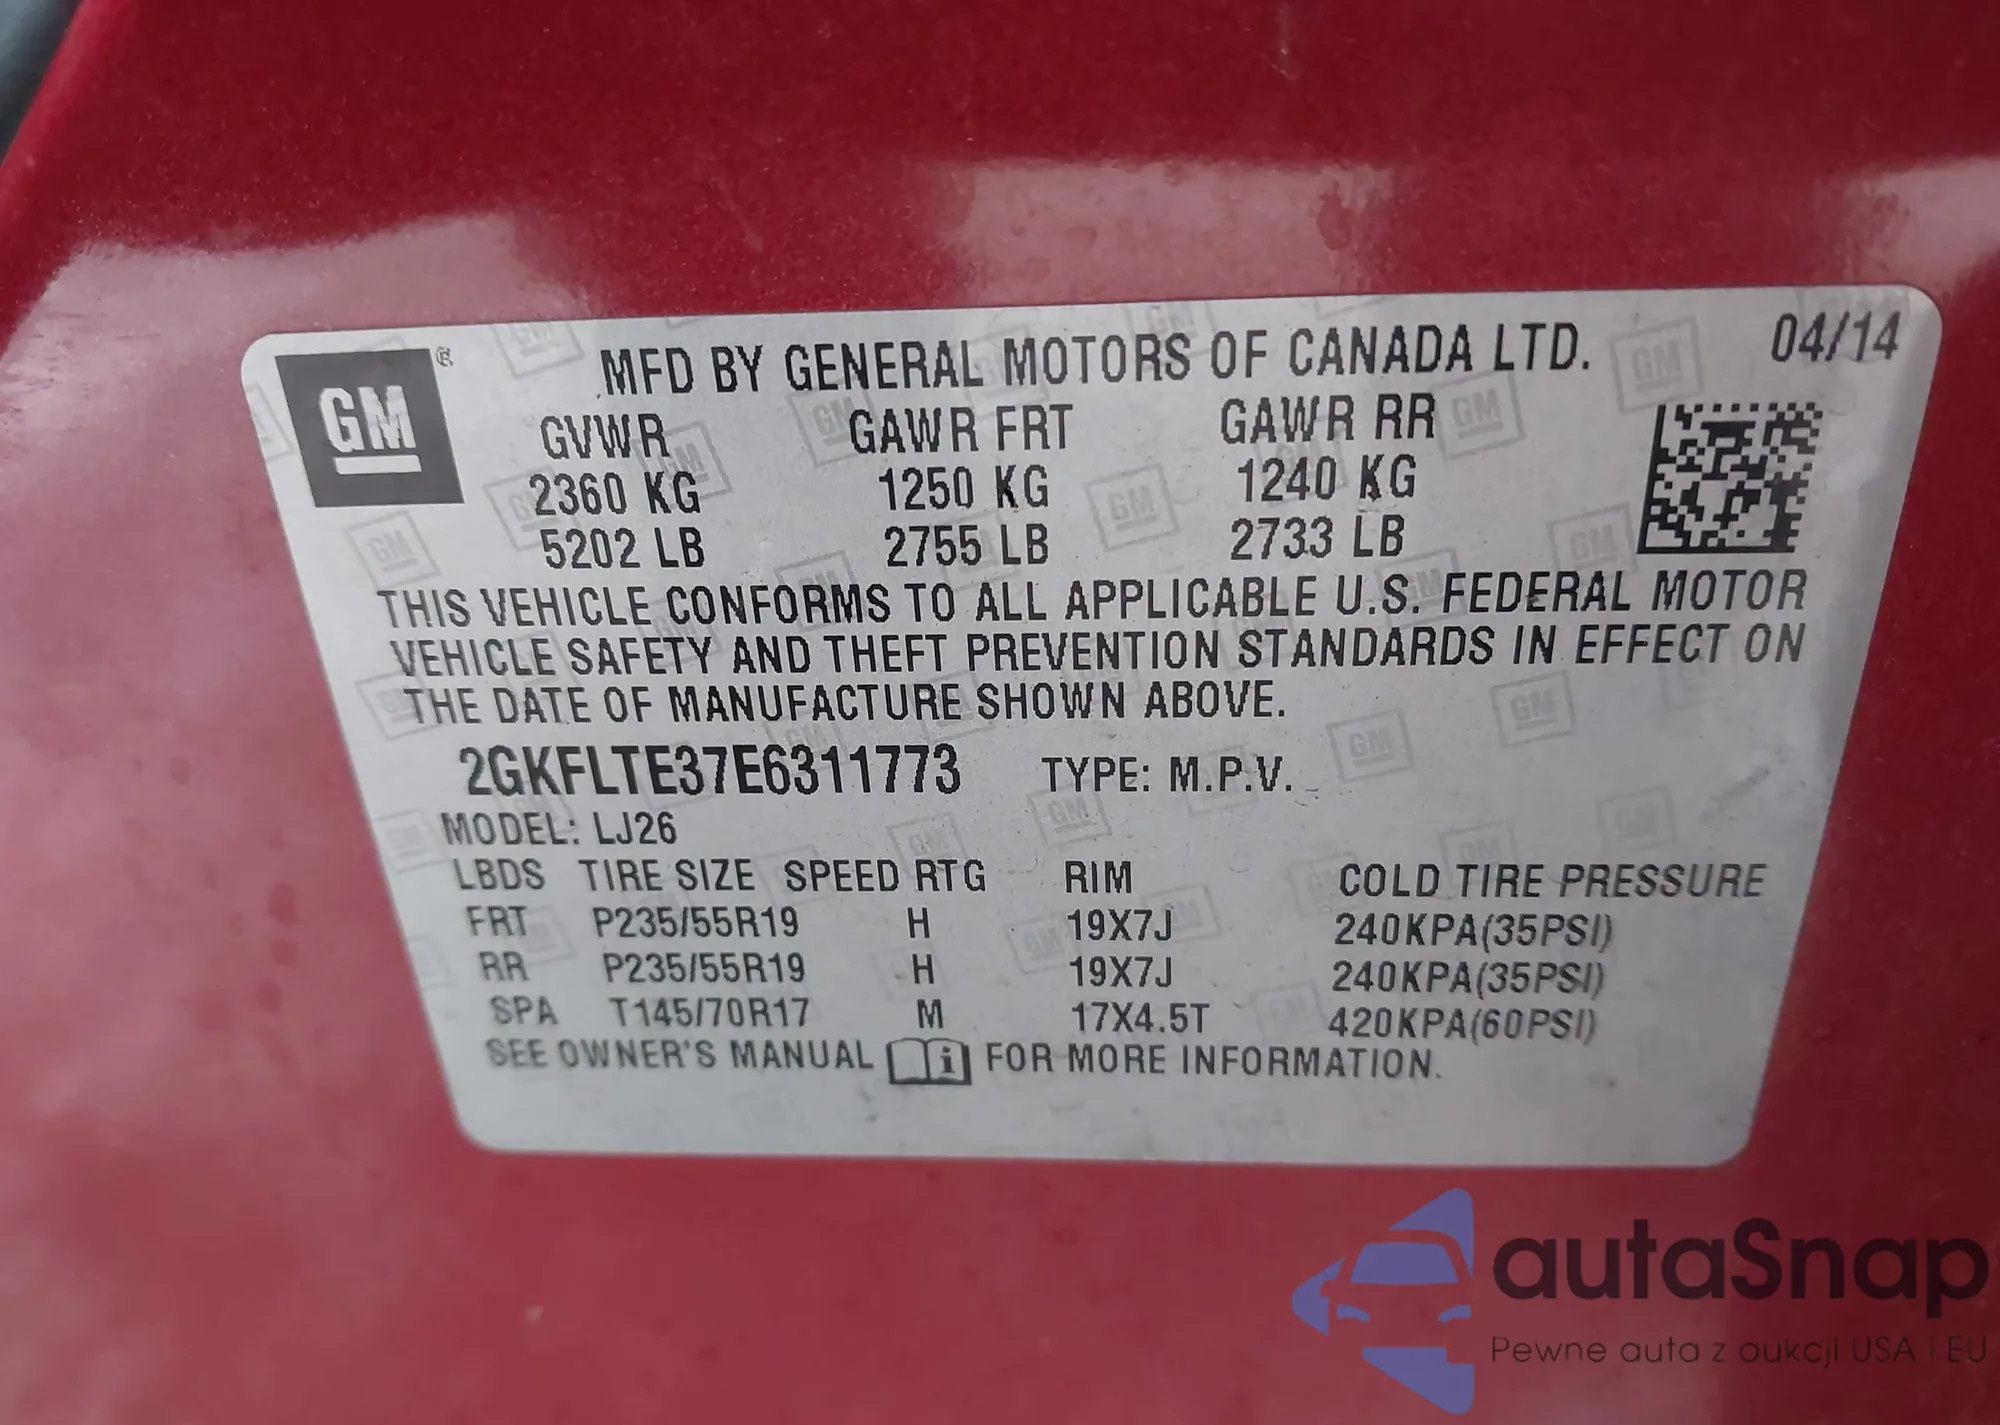 GM ®
MFD BY GENERAL MOTORS OF CANADA LTD. 04/14
GVWR GAWR FRT GAWR RR
2360 KG 1250 KG 1240 KG
5202 LB 2755 LB 2733 LB
THIS VEHICLE CONFORMS TO ALL APPLICABLE U.S. FEDERAL MOTOR
VEHICLE SAFETY AND THEFT PREVENTION STANDARDS IN EFFECT ON
THE DATE OF MANUFACTURE SHOWN ABOVE.
2GKFLTE37E6311773 TYPE: M.P.V.
MODEL: LJ26
LBDS TIRE SIZE SPEED RTG RIM COLD TIRE PRESSURE
FRT P235/55R19 H 19X7J 240KPA(35PSI)
RR P235/55R19 H 19X7J 240KPA(35PSI)
SPA T145/70R17 M 17X4.5T 420KPA(60PSI)
SEE OWNER'S MANUAL i FOR MORE INFORMATION.
autaSnap
Pewne auta z aukcji USA i EU